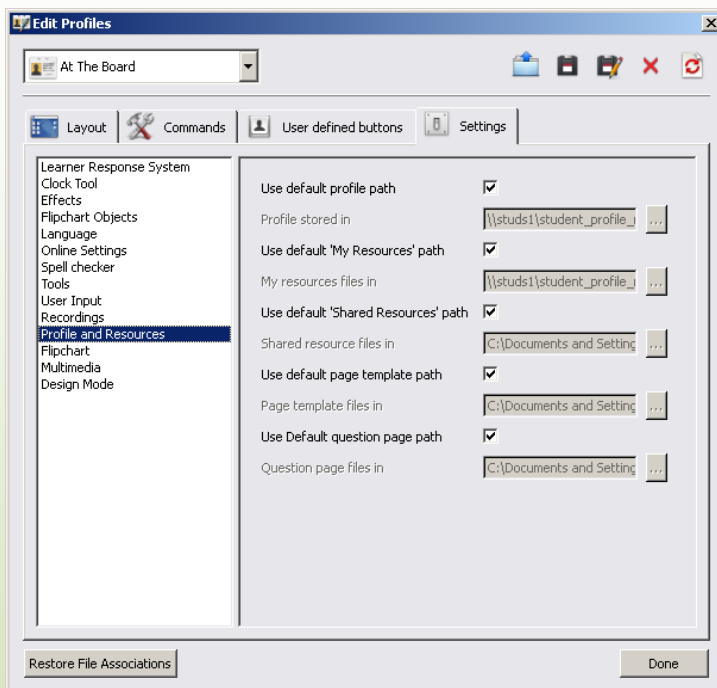 Edit Profiles
At The Board
Layout
Commands
User defined buttons
Settings
Learner Response System
Clock Tool
Effects
Flipchart Objects
Language
Online Settings
Spell checker
Tools
User Input
Recordings
Profile and Resources
Flipchart
Multimedia
Design Mode
Use default profile path
Profile stored in \\studs1\student_profile_ ...
Use default 'My Resources' path
My resources files in \\studs1\student_profile_ ...
Use default 'Shared Resources' path
Shared resource files in C:\Documents and Setting ...
Use default page template path
Page template files in C:\Documents and Setting ...
Use Default question page path
Question page files in C:\Documents and Setting ...
Restore File Associations
Done